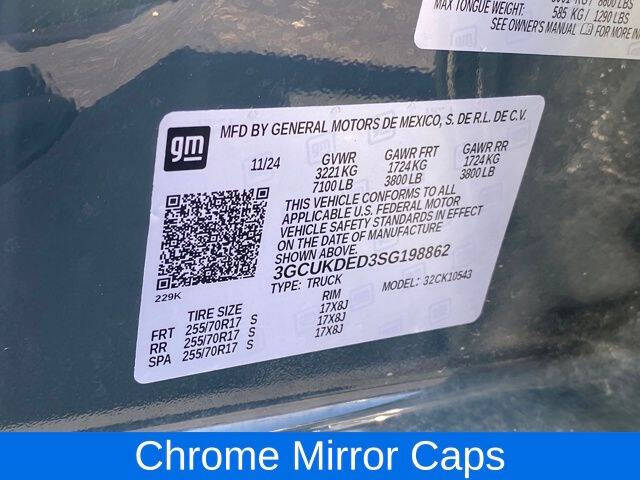 MAX TONGUE WEIGHT: 585 KG / 1290 LBS
SEE OWNER'S MANUAL FOR MORE
gm
MFD BY GENERAL MOTORS DE MEXICO, S. DE R.L. DE C.V.
11/24 GVWR GAWR FRT GAWR RR
3221 KG 1724 KG 1724 KG
7100 LB 3800 LB 3800 LB
THIS VEHICLE CONFORMS TO ALL
APPLICABLE U.S. FEDERAL MOTOR
VEHICLE SAFETY STANDARDS IN EFFECT
ON THE DATE OF MANUFACTURE
3GCUKDED3SG198862
229K TYPE: TRUCK MODEL: 32CK10543
TIRE SIZE RIM
FRT 255/70R17 S 17X8J
RR 255/70R17 S 17X8J
SPA 255/70R17 S 17X8J
Chrome Mirror Caps